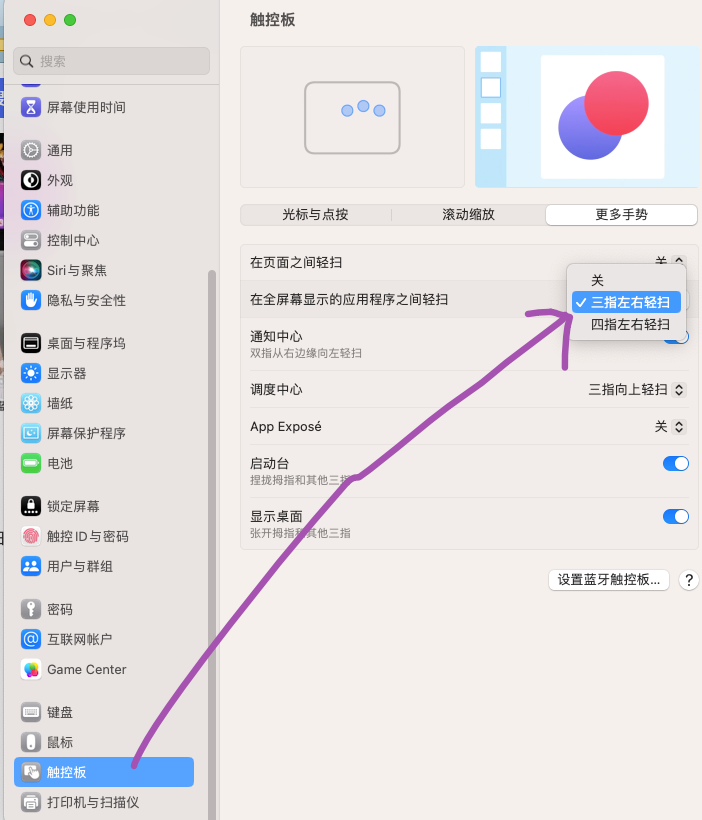 触控板
搜索
屏幕使用时间
通用
外观
辅助功能
控制中心
Siri与聚焦
隐私与安全性
桌面与程序坞
显示器
墙纸
屏幕保护程序
电池
锁定屏幕
触控 ID 与密码
用户与群组
密码
互联网帐户
Game Center
键盘
鼠标
触控板
打印机与扫描仪
光标与点按
滚动缩放
更多手势
在页面之间轻扫
关
在全屏幕显示的应用程序之间轻扫
关
三指左右轻扫
四指左右轻扫
通知中心
双指从右边缘向左轻扫
调度中心
三指向上轻扫
App Exposé
关
启动台
捏拢拇指和其他三指
显示桌面
张开拇指和其他三指
设置蓝牙触控板...
?